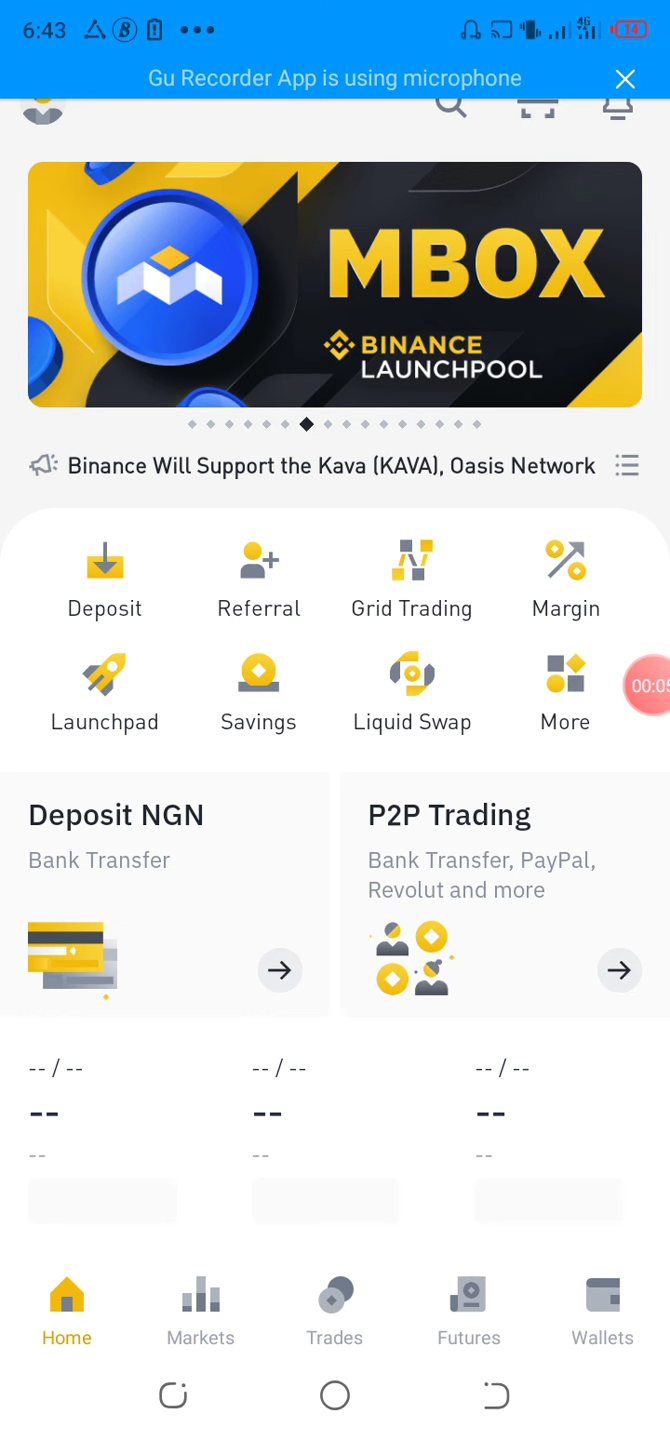 6:43
4G
14
Gu Recorder App is using microphone
MBOX
BINANCE
LAUNCHPOOL
Binance Will Support the Kava (KAVA), Oasis Network
Deposit
Referral
Grid Trading
Margin
Launchpad
Savings
Liquid Swap
More
00:05
Deposit NGN
Bank Transfer
P2P Trading
Bank Transfer, PayPal,
Revolut and more
-- / --
-- / --
-- / --
--
--
--
--
--
--
Home
Markets
Trades
Futures
Wallets